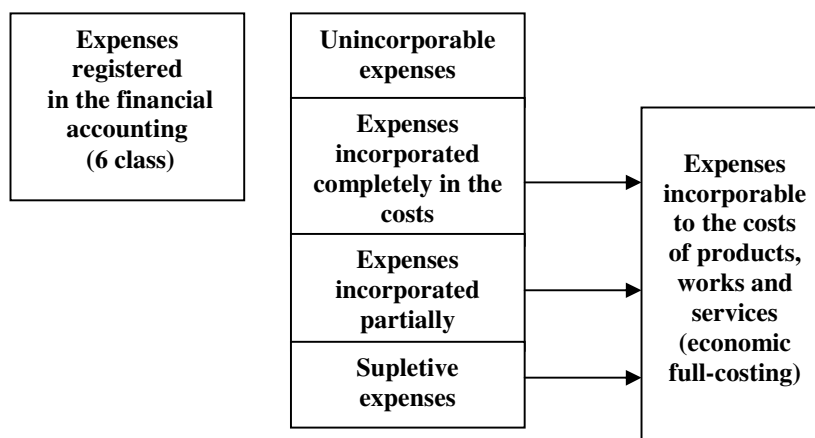 Expenses
registered
in the financial
accounting
(6 class)
Unincorporable
expenses
Expenses
incorporated
completely in the
costs
Expenses
incorporated
partially
Supletive
expenses
Expenses
incorporable
to the costs
of products,
works and
services
(economic
full-costing)